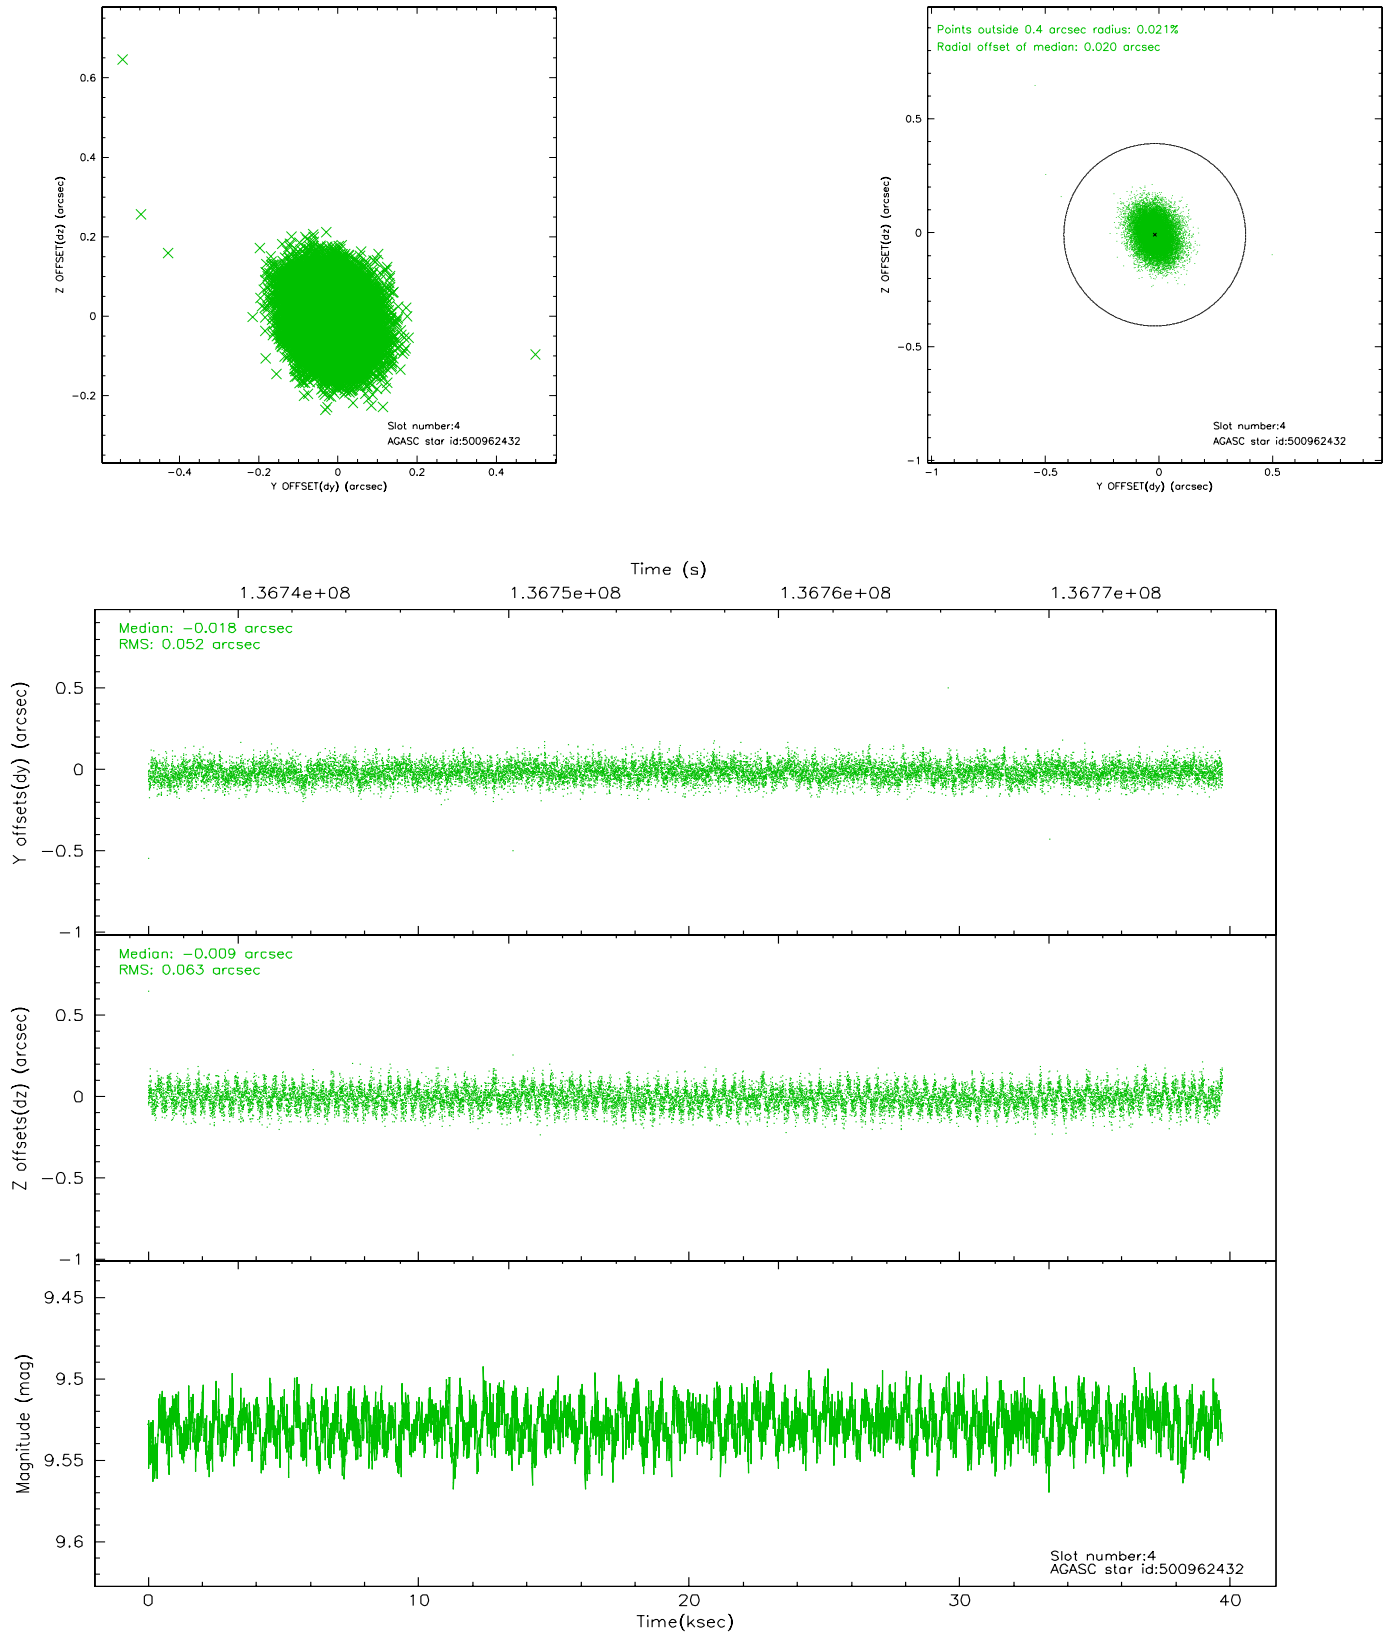 0.6
0.4
0.2
0
−0.2
Z OFFSET(dz) (arcsec)
Slot number:4
AGASC star id:500962432
−0.4 −0.2 0 0.2 0.4
Y OFFSET(dy) (arcsec)
Points outside 0.4 arcsec radius: 0.021%
Radial offset of median: 0.020 arcsec
0.5
0
−0.5
−1
Z OFFSET(dz) (arcsec)
Slot number:4
AGASC star id:500962432
−1 −0.5 0 0.5
Y OFFSET(dy) (arcsec)
Time (s)
1.3674e+08 1.3675e+08 1.3676e+08 1.3677e+08
Median: −0.018 arcsec
RMS: 0.052 arcsec
0.5
0
−0.5
−1
Y offsets(dy) (arcsec)
Median: −0.009 arcsec
RMS: 0.063 arcsec
0.5
0
−0.5
−1
Z offsets(dz) (arcsec)
9.45
9.5
9.55
9.6
Magnitude (mag)
Slot number:4
AGASC star id:500962432
0 10 20 30 40
Time(ksec)